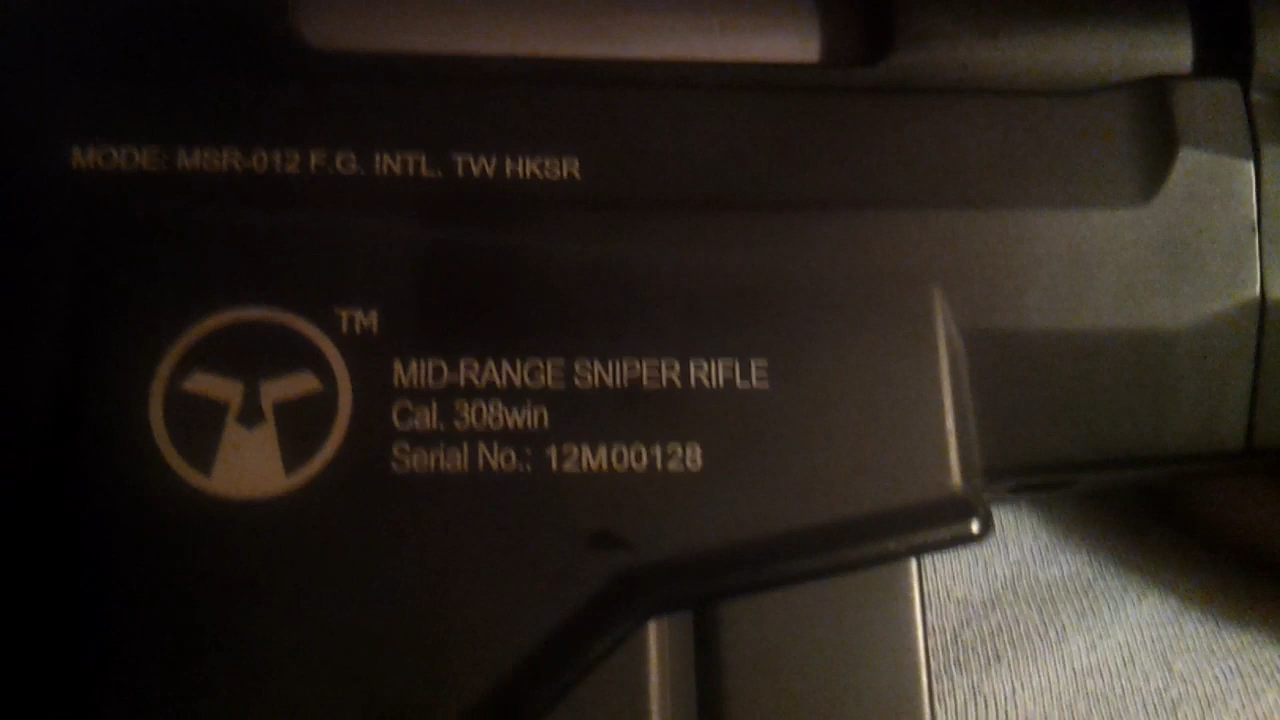 MODE: MSR-012 F.G. INTL. TW HKSR
TM
MID-RANGE SNIPER RIFLE
Cal. 308win
Serial No.: 12M00128